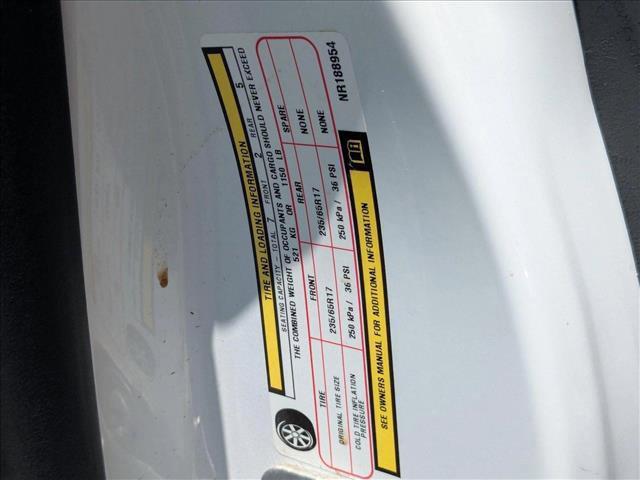 TIRE AND LOADING INFORMATION
SEATING CAPACITY - TOTAL 7 FRONT 2 REAR 5
THE COMBINED WEIGHT OF OCCUPANTS AND CARGO SHOULD NEVER EXCEED
521 KG OR 1150 LB
TIRE FRONT REAR SPARE
ORIGINAL TIRE SIZE 235/65R17 235/65R17 NONE
COLD TIRE INFLATION PRESSURE 250 kPa / 36 PSI 250 kPa / 36 PSI NONE
SEE OWNERS MANUAL FOR ADDITIONAL INFORMATION
NR188954